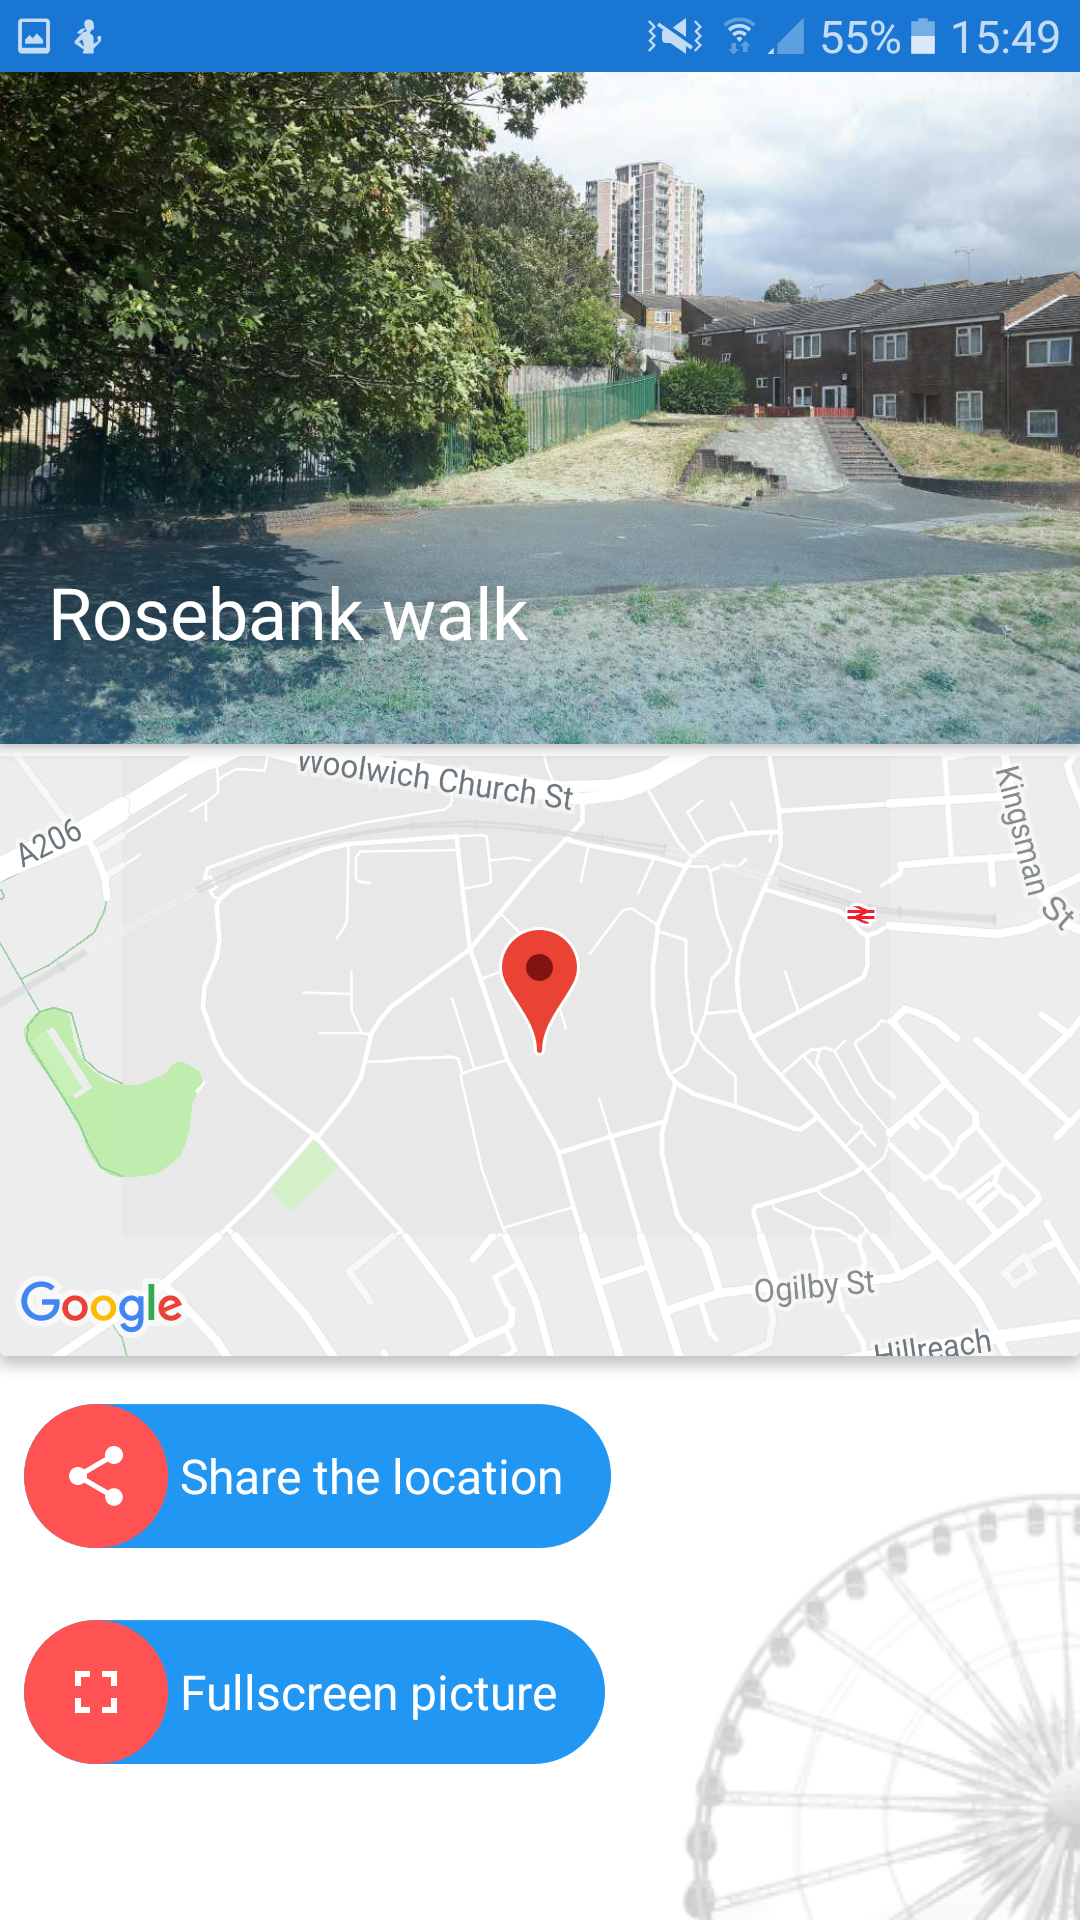 55% 15:49
Rosebank walk
Woolwich Church St
A206
Kingsman St
Ogilby St
Hillreach
Google
Share the location
Fullscreen picture